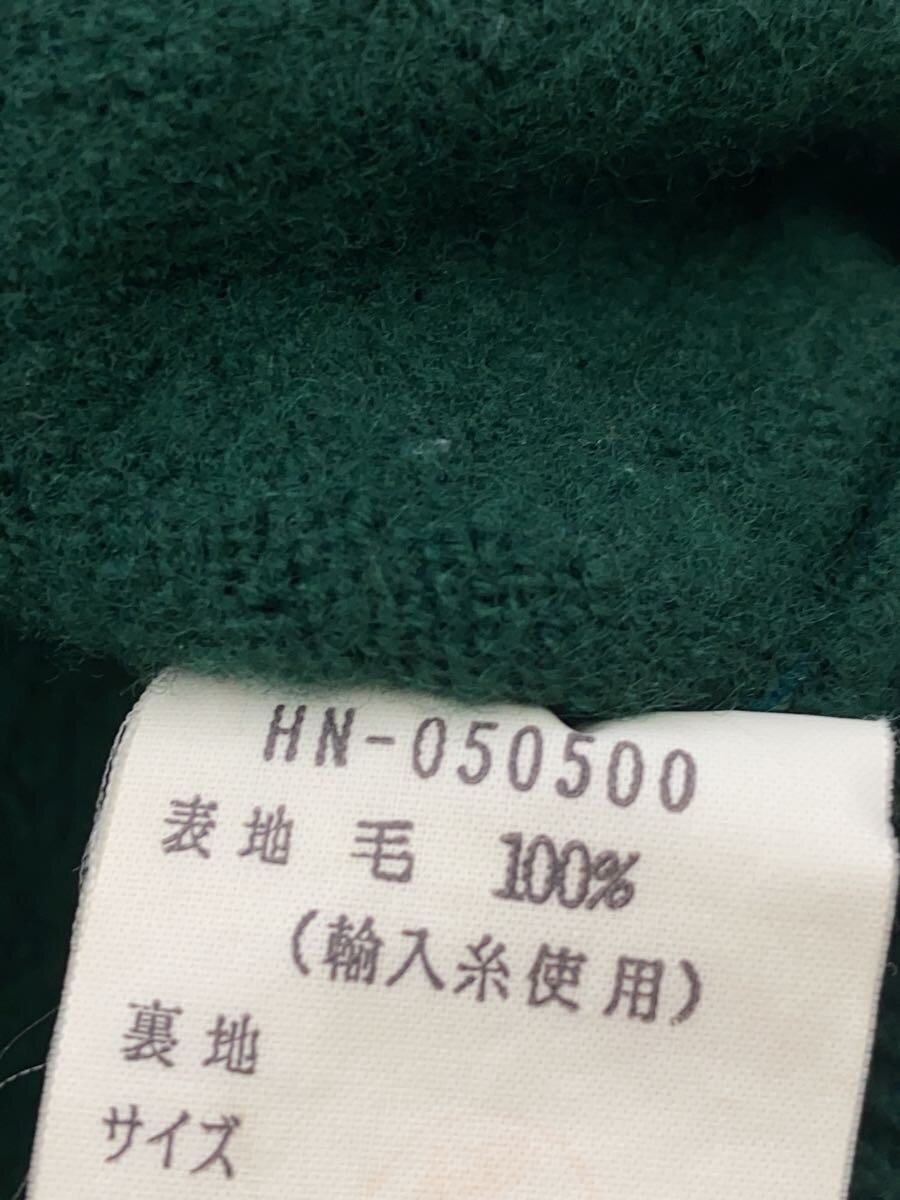 HN-050500
表地 毛 100%
(輸入糸使用)
裏地
サイズ